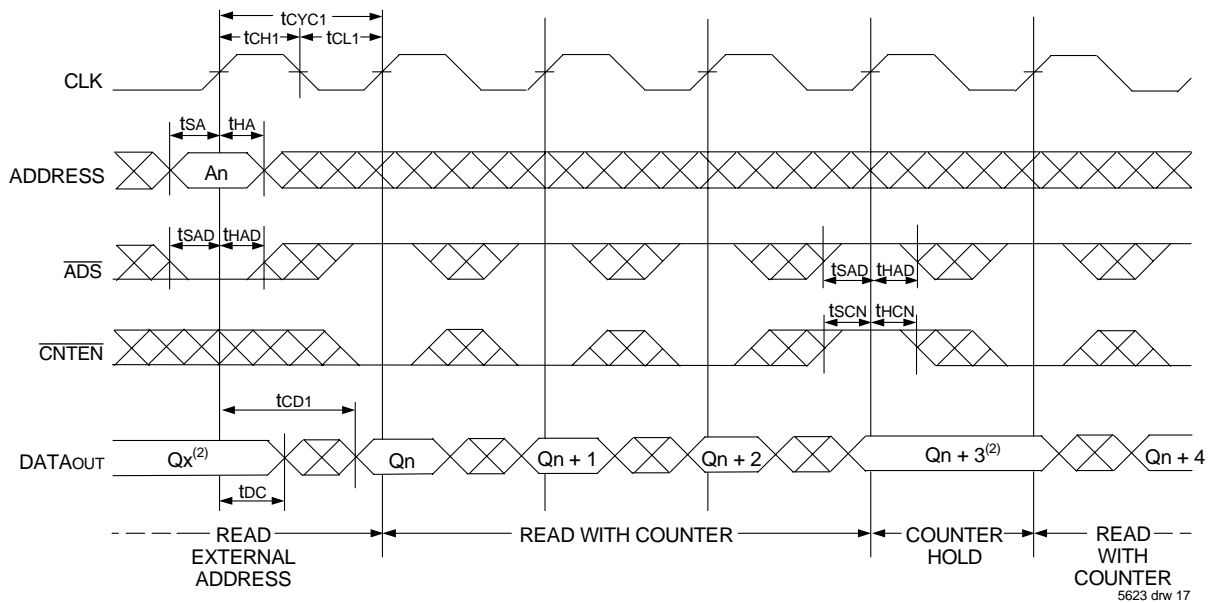 tCYC1
tCH1 tCL1
CLK
tSA tHA
ADDRESS An
tSAD tHAD
ADS
tSAD tHAD
tSCN tHCN
CNTEN
tCD1
DATAOUT Qx(2) Qn Qn + 1 Qn + 2 Qn + 3(2) Qn + 4
tDC
READ EXTERNAL ADDRESS
READ WITH COUNTER
COUNTER HOLD
READ WITH COUNTER
5623 drw 17